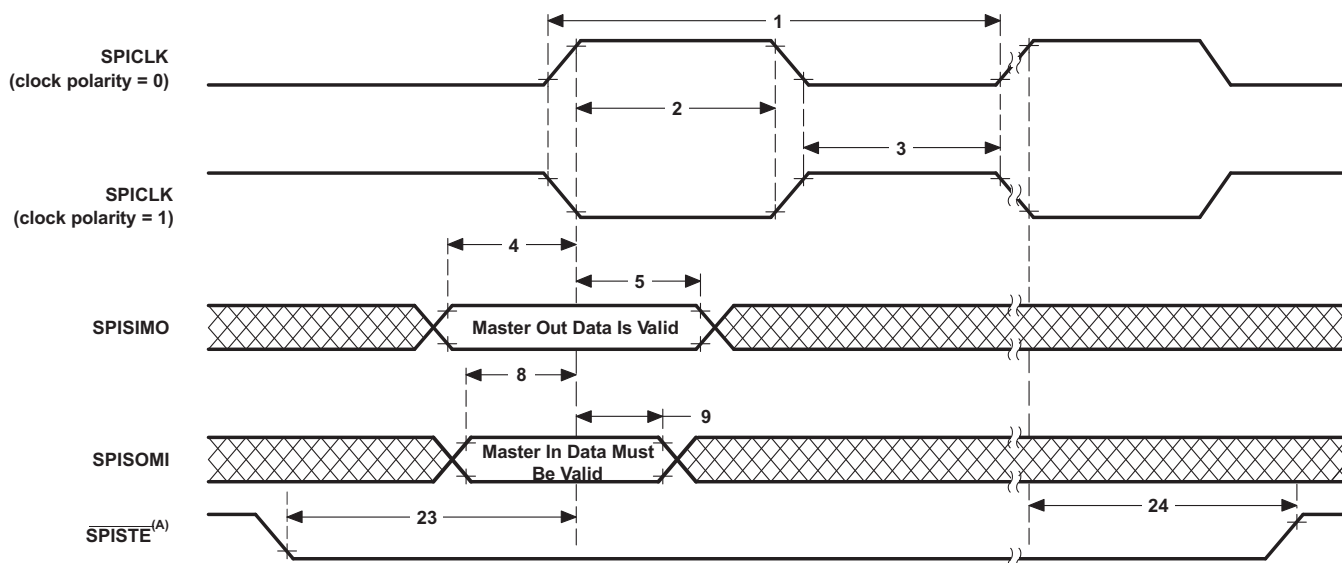 1
SPICLK
(clock polarity = 0)
2
3
SPICLK
(clock polarity = 1)
4
5
SPISIMO
Master Out Data Is Valid
8
9
SPISOMI
Master In Data Must
Be Valid
23
24
SPISTE(A)